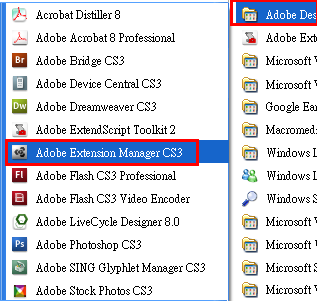 Acrobat Distiller 8
Adobe Acrobat 8 Professional
Adobe Bridge CS3
Adobe Device Central CS3
Adobe Dreamweaver CS3
Adobe ExtendScript Toolkit 2
Adobe Extension Manager CS3
Adobe Flash CS3 Professional
Adobe Flash CS3 Video Encoder
Adobe LiveCycle Designer 8.0
Adobe Photoshop CS3
Adobe SING Glyphlet Manager CS3
Adobe Stock Photos CS3
Adobe Des
Adobe Exte
Microsoft V
Microsoft V
Google Ear
Macromed
Windows L
Windows L
Windows S
Microsoft V
Microsoft
Microsoft S
Microsoft